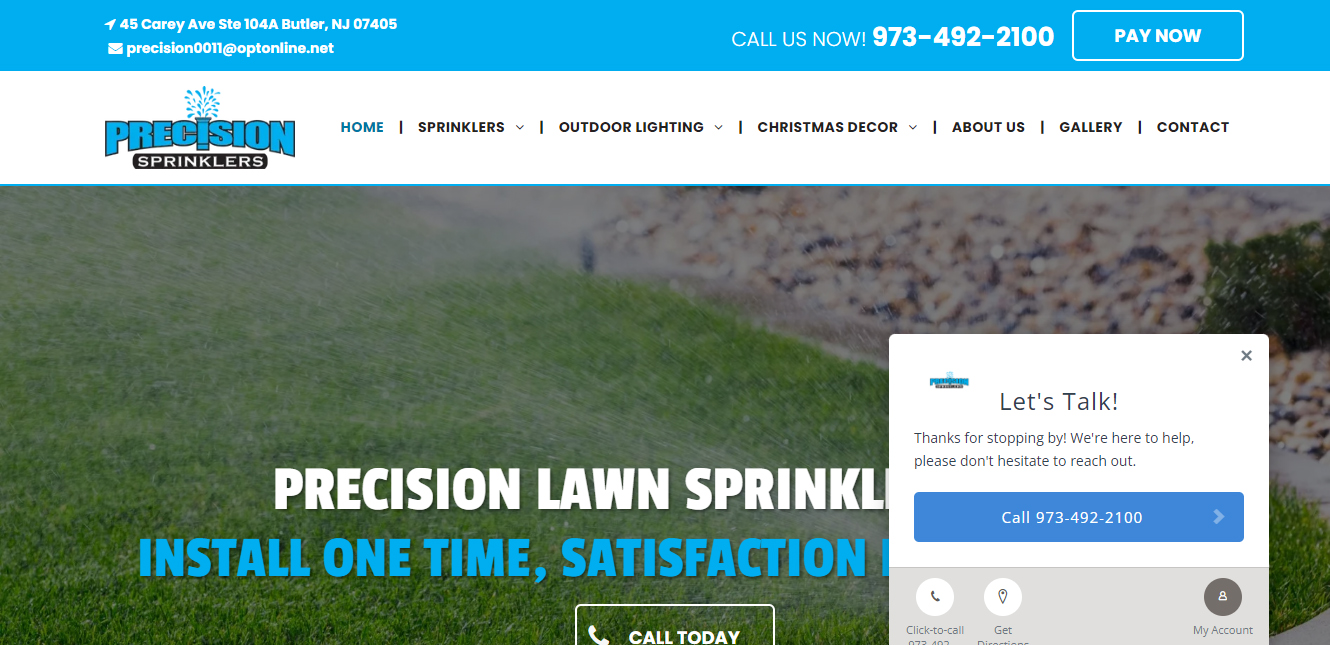 45 Carey Ave Ste 104A Butler, NJ 07405
precision0011@optonline.net
CALL US NOW! 973-492-2100
PAY NOW
PRECISION
SPRINKLERS
HOME | SPRINKLERS | OUTDOOR LIGHTING | CHRISTMAS DECOR | ABOUT US | GALLERY | CONTACT
PRECISION LAWN SPRINKL
INSTALL ONE TIME, SATISFACTION
CALL TODAY
×
PRECISION
SPRINKLERS
Let's Talk!
Thanks for stopping by! We're here to help,
please don't hesitate to reach out.
Call 973-492-2100
Click-to-call
973-492-
Get
Directions
My Account